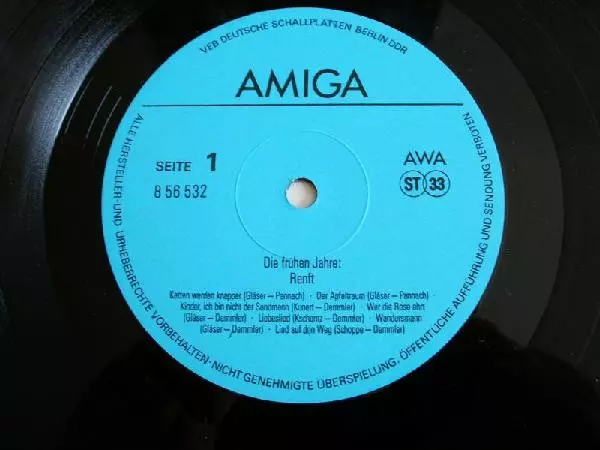 VEB DEUTSCHE SCHALLPLATTEN BERLIN DDR
AMIGA
SEITE 1
8 56 532
AWA
ST 33
Die frühen Jahre:
Renft
Ketten werden knapper (Gläser – Pannach) · Der Apfeltraum (Gläser – Pannach) ·
Kinder, ich bin nicht der Sandmann (Kunert – Demmler) · Wer die Rose ehrt
(Gläser – Demmler) · Liebeslied (Kschentz – Demmler) · Wandersmann
(Gläser – Demmler) · Lied auf den Weg (Schoppe – Demmler)
ALLE HERSTELLER- UND URHEBERRECHTE VORBEHALTEN · NICHT GENEHMIGTE ÜBERSPIELUNG, ÖFFENTLICHE AUFFÜHRUNG UND SENDUNG VERBOTEN